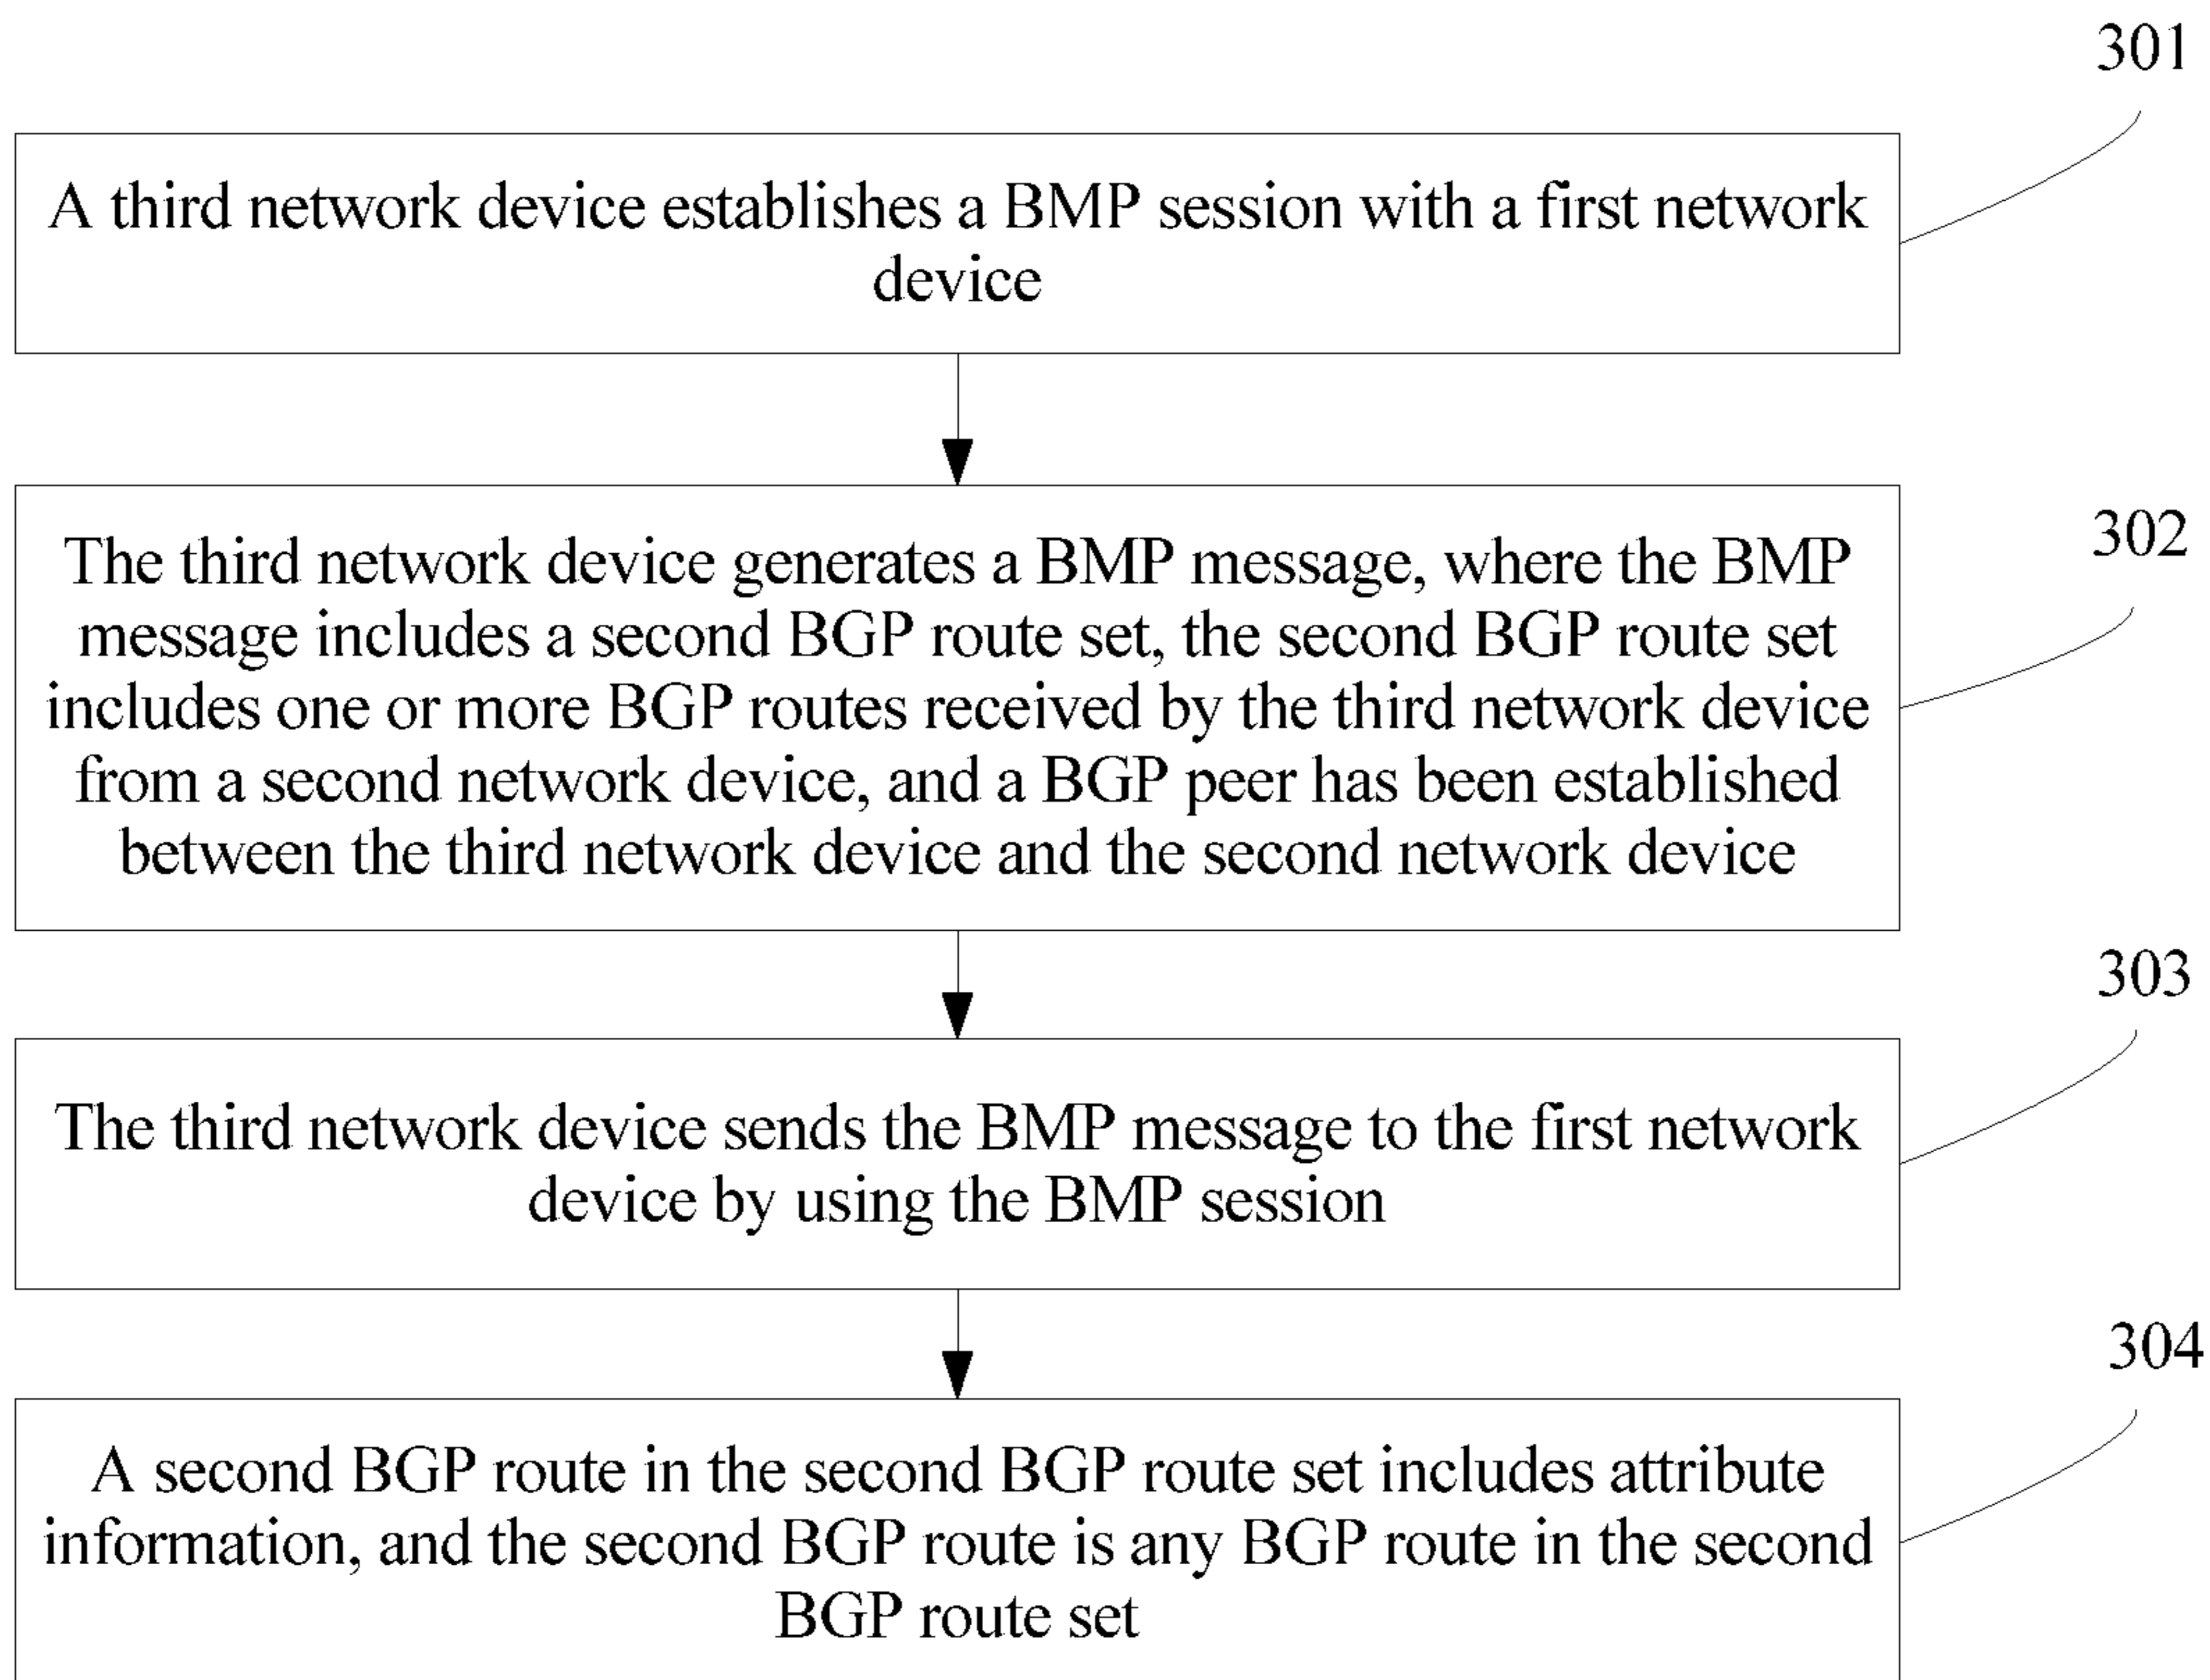 301
A third network device establishes a BMP session with a first network
device
302
The third network device generates a BMP message, where the BMP
message includes a second BGP route set, the second BGP route set
includes one or more BGP routes received by the third network device
from a second network device, and a BGP peer has been established
between the third network device and the second network device
303
The third network device sends the BMP message to the first network
device by using the BMP session
304
A second BGP route in the second BGP route set includes attribute
information, and the second BGP route is any BGP route in the second
BGP route set